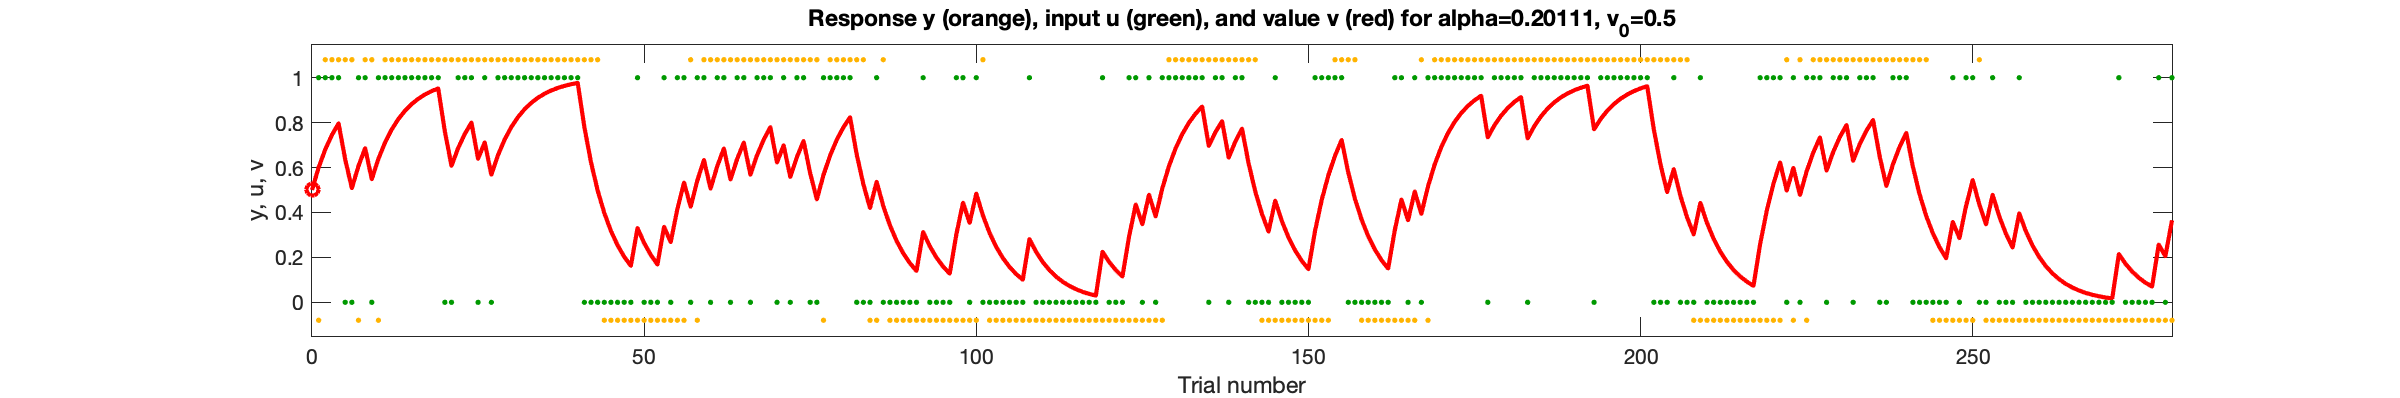 Response y (orange), input u (green), and value v (red) for alpha=0.20111, v₀=0.5
y, u, v
1
0.8
0.6
0.4
0.2
0
0 50 100 150 200 250
Trial number